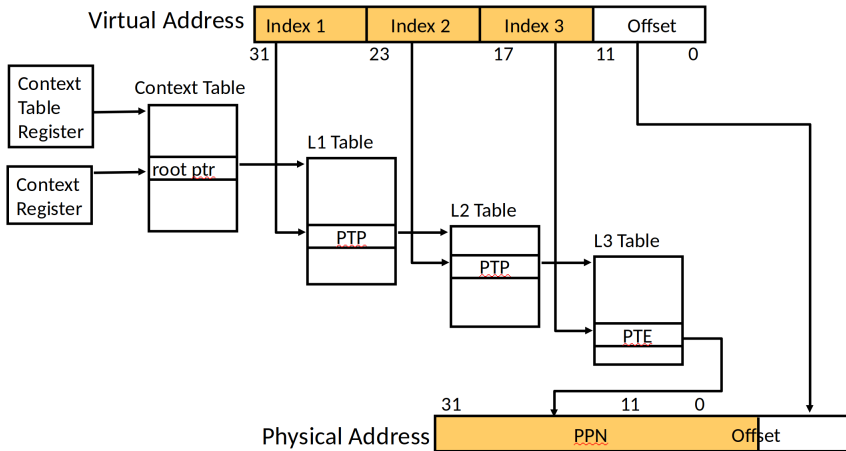 Virtual Address
Index 1 Index 2 Index 3 Offset
31 23 17 11 0
Context Table Register
Context Table
root ptr
Context Register
L1 Table
PTP
L2 Table
PTP
L3 Table
PTE
31 11 0
Physical Address
PPN Offset